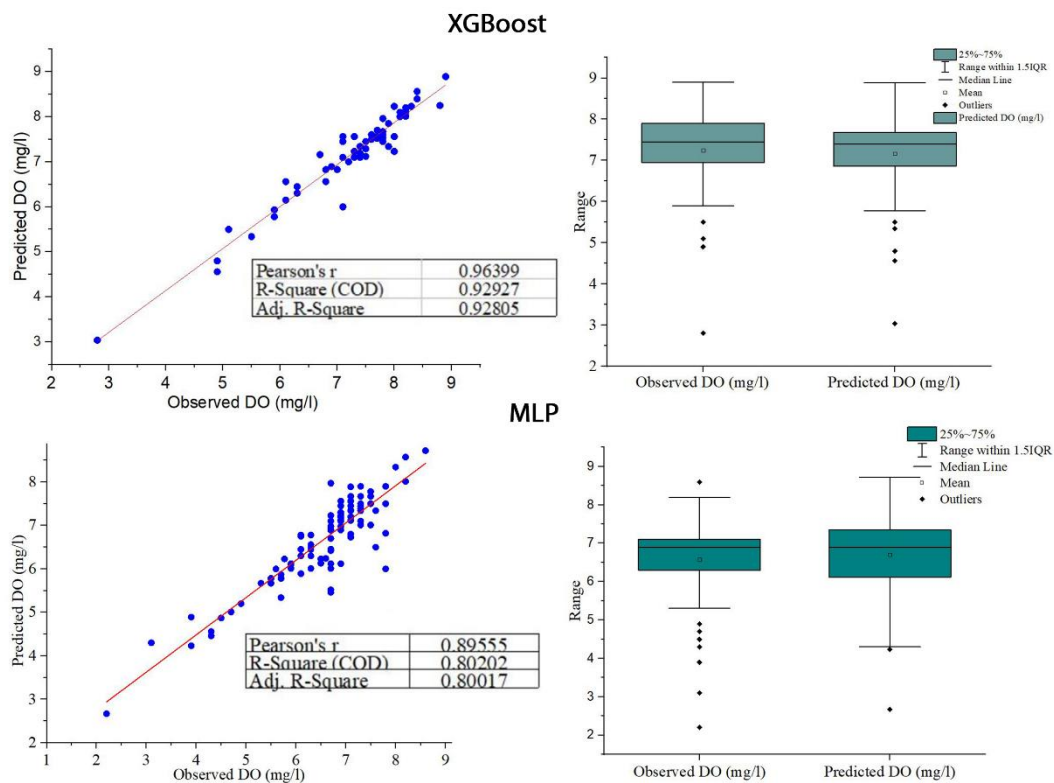 XGBoost
Predicted DO (mg/l)
9
8
7
6
5
4
3
Pearson's r 0.96399
R-Square (COD) 0.92927
Adj. R-Square 0.92805
2 3 4 5 6 7 8 9
Observed DO (mg/l)
25%~75%
Range within 1.5IQR
Median Line
Mean
Outliers
Predicted DO (mg/l)
Range
9
8
7
6
5
4
3
2
Observed DO (mg/l) Predicted DO (mg/l)
MLP
Predicted DO (mg/l)
8
7
6
5
4
3
2
Pearson's r 0.89555
R-Square (COD) 0.80202
Adj. R-Square 0.80017
1 2 3 4 5 6 7 8 9
Observed DO (mg/l)
25%~75%
Range within 1.5IQR
Median Line
Mean
Outliers
Range
9
8
7
6
5
4
3
2
Observed DO (mg/l) Predicted DO (mg/l)